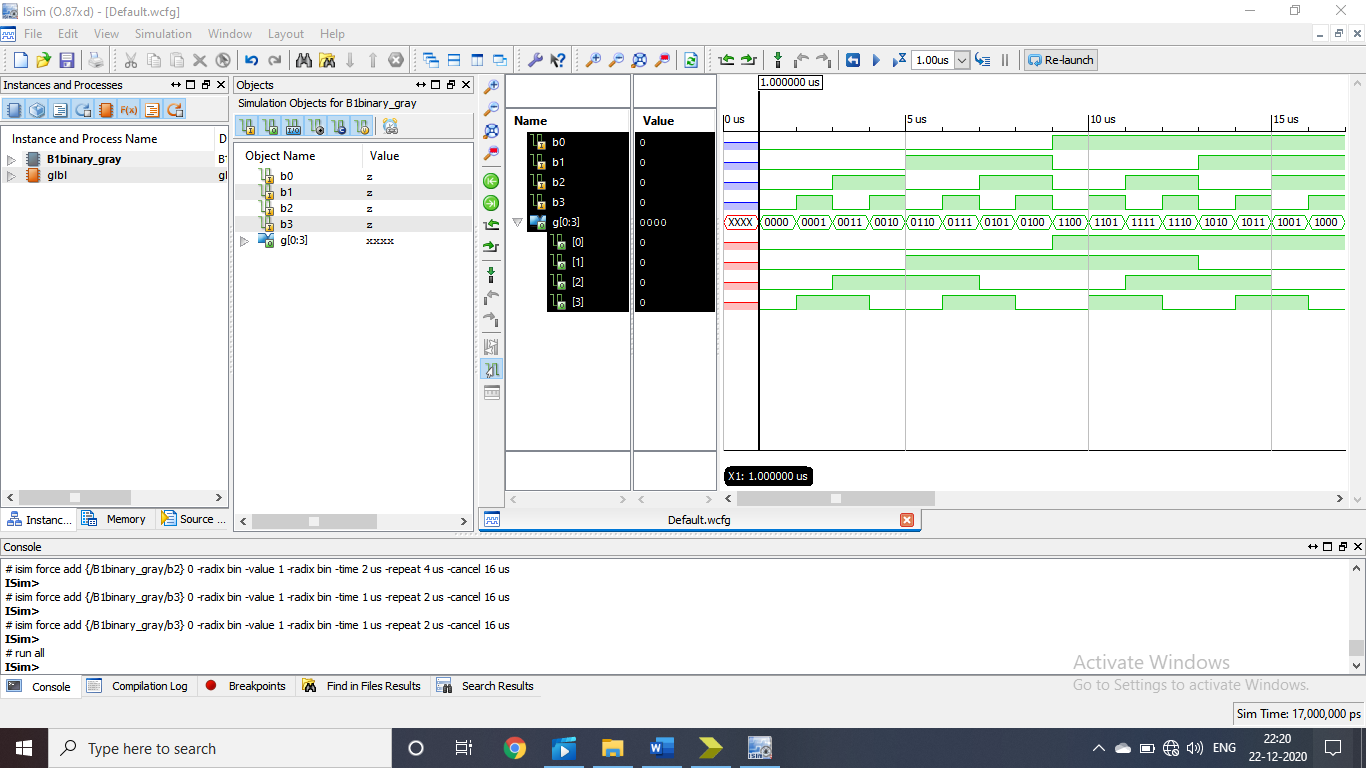 ISim (O.87xd) - [Default.wcfg]
File Edit View Simulation Window Layout Help
1.00us Re-launch
Instances and Processes
Instance and Process Name D
B1binary_gray B
glbl gl
Instanc... Memory Source ...
Objects
Simulation Objects for B1binary_gray
Object Name Value
b0 z
b1 z
b2 z
b3 z
g[0:3] xxxx
Name Value
b0 0
b1 0
b2 0
b3 0
g[0:3] 0000
[0] 0
[1] 0
[2] 0
[3] 0
1.000000 us
0 us 5 us 10 us 15 us
XXXX 0000 0001 0011 0010 0110 0111 0101 0100 1100 1101 1111 1110 1010 1011 1001 1000
X1: 1.000000 us
Default.wcfg
Console
# isim force add {/B1binary_gray/b2} 0 -radix bin -value 1 -radix bin -time 2 us -repeat 4 us -cancel 16 us
ISim>
# isim force add {/B1binary_gray/b3} 0 -radix bin -value 1 -radix bin -time 1 us -repeat 2 us -cancel 16 us
ISim>
# isim force add {/B1binary_gray/b3} 0 -radix bin -value 1 -radix bin -time 1 us -repeat 2 us -cancel 16 us
ISim>
# run all
ISim>
Console Compilation Log Breakpoints Find in Files Results Search Results
Activate Windows
Go to Settings to activate Windows.
Sim Time: 17,000,000 ps
Type here to search
ENG
22:20
22-12-2020